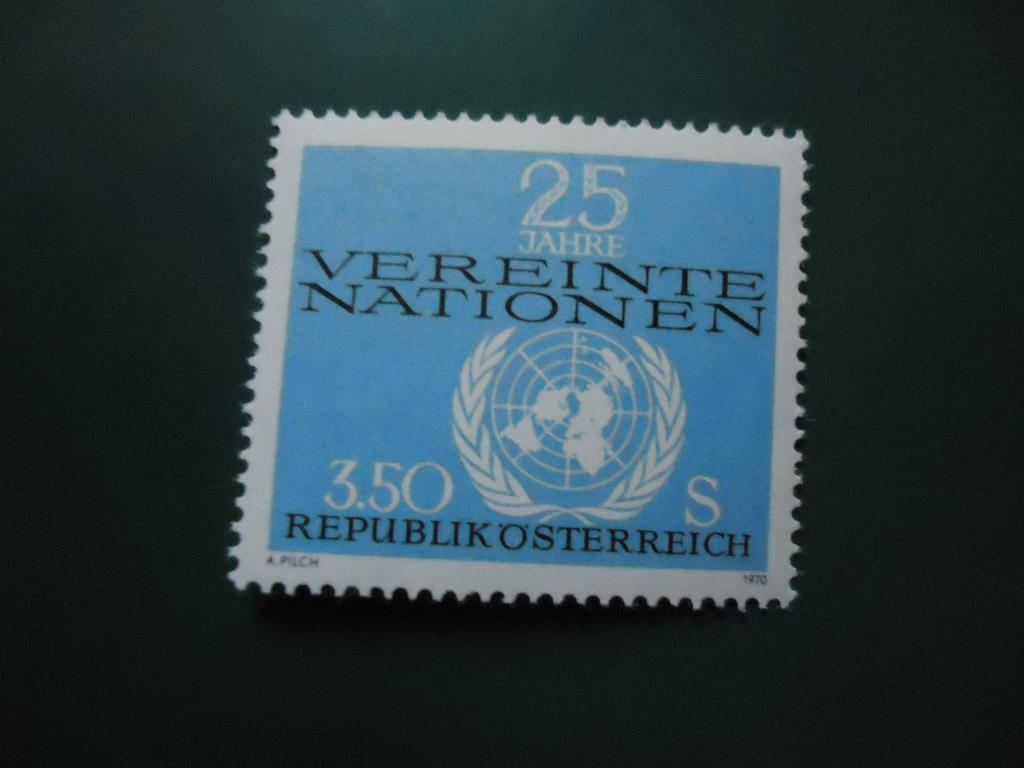 25
JAHRE
VEREINTE
NATIONEN
3.50 S
REPUBLIK ÖSTERREICH
A. PILCH 1970